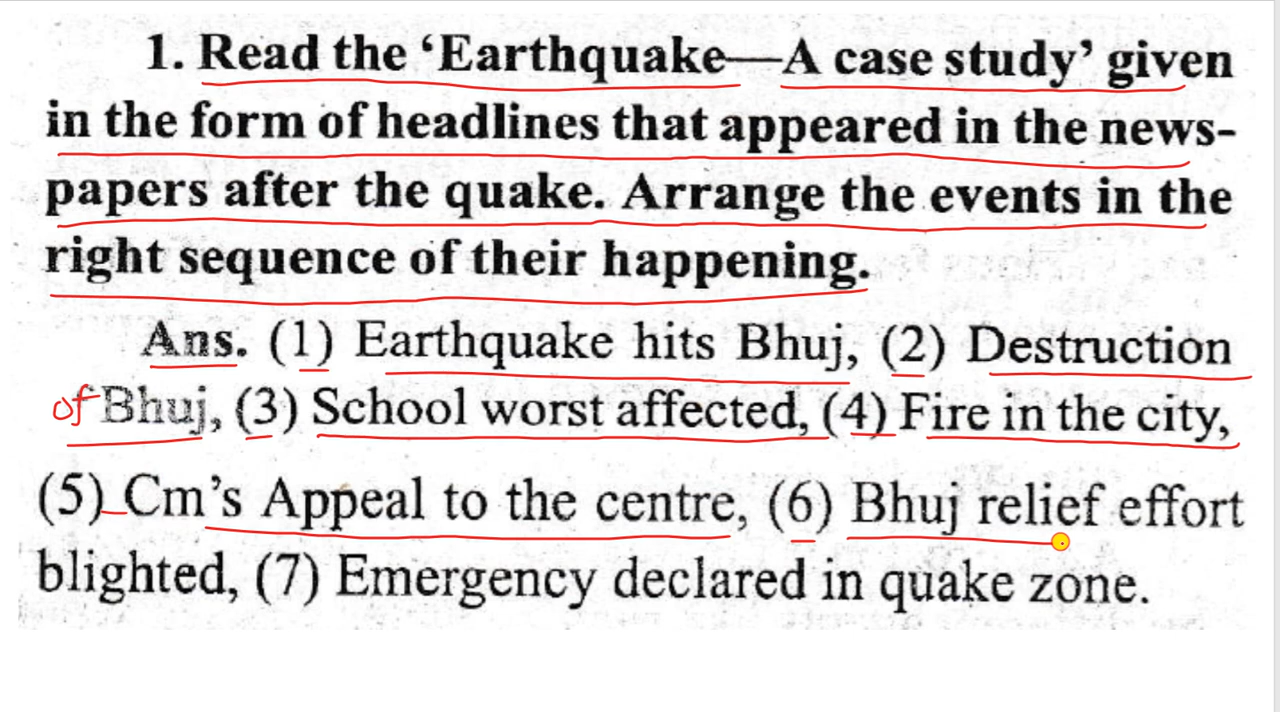 1. Read the ‘Earthquake—A case study’ given
in the form of headlines that appeared in the news-
papers after the quake. Arrange the events in the
right sequence of their happening.
Ans. (1) Earthquake hits Bhuj, (2) Destruction
of Bhuj, (3) School worst affected, (4) Fire in the city,
(5) Cm’s Appeal to the centre, (6) Bhuj relief effort
blighted, (7) Emergency declared in quake zone.